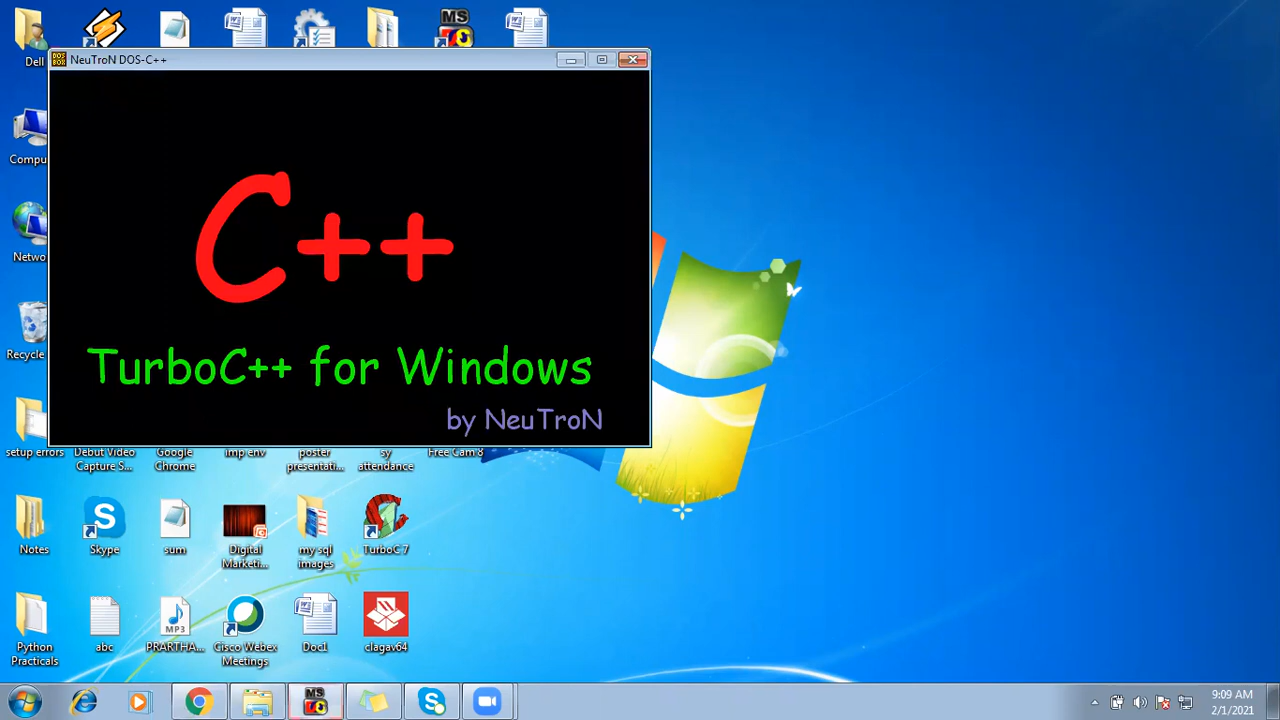 Dell
NeuTroN DOS-C++
MS
C++
TurboC++ for Windows
by NeuTroN
Compu
Netwo
Recycle
setup errors
Debut Video
Capture S...
Google
Chrome
imp env
poster
presentati...
sy
attendance
Free Cam 8
Notes
Skype
sum
Digital
Marketi...
my sql
images
TurboC 7
Python
Practicals
abc
MP3
PRARTHA...
Cisco Webex
Meetings
Doc1
clagav64
MS
9:09 AM
2/1/2021